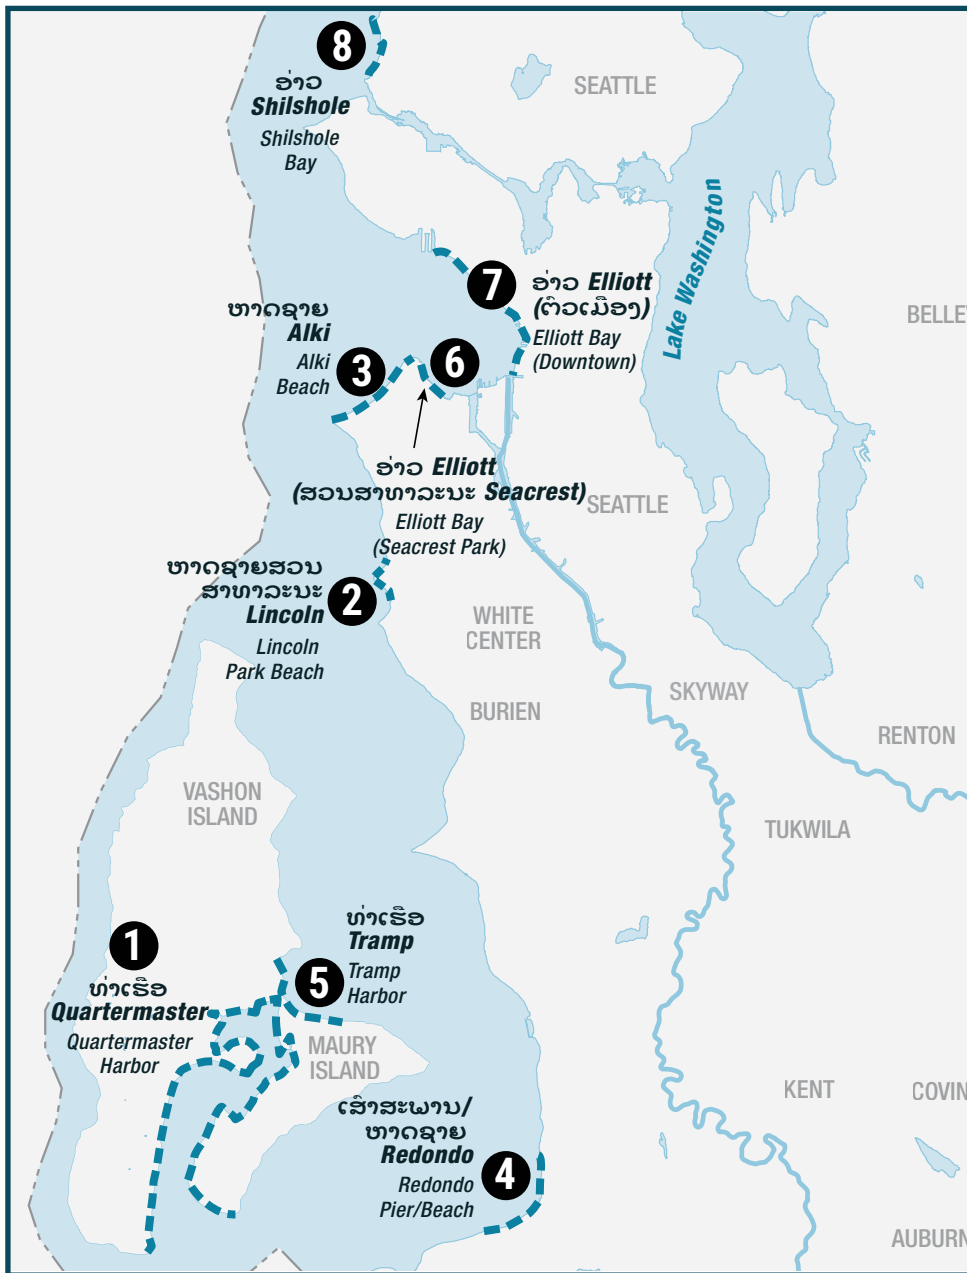 8
ອ່າວ
Shilshole
Shilshole
Bay
SEATTLE
Lake Washington
7
ອ່າວ Elliott
(ຕົວເມືອງ)
Elliott Bay
(Downtown)
BELLE
ຫາດຊາຍ
Alki
Alki
Beach
3
6
ອ່າວ Elliott
(ສວນສາທາລະນະ Seacrest)
Elliott Bay
(Seacrest Park)
SEATTLE
ຫາດຊາຍສວນ
ສາທາລະນະ
Lincoln
Lincoln
Park Beach
2
WHITE
CENTER
SKYWAY
BURIEN
RENTON
VASHON
ISLAND
TUKWILA
1
ທ່າເຮືອ
Quartermaster
Quartermaster
Harbor
ທ່າເຮືອ
Tramp
Tramp
Harbor
5
MAURY
ISLAND
KENT
COVIN
ເສົາສະພານ/
ຫາດຊາຍ
Redondo
Redondo
Pier/Beach
4
AUBURN